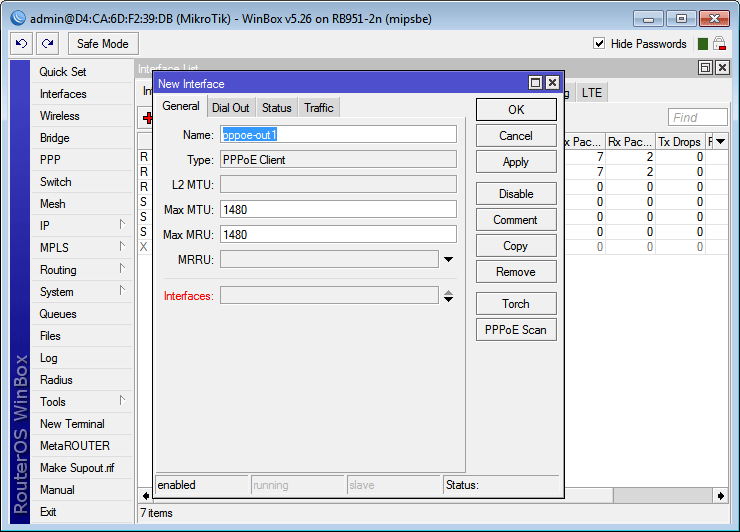 admin@D4:CA:6D:F2:39:DB (MikroTik) - WinBox v5.26 on RB951-2n (mipsbe)
Safe Mode
Hide Passwords
Quick Set
Interfaces
Wireless
Bridge
PPP
Switch
Mesh
IP
MPLS
Routing
System
Queues
Files
Log
Radius
Tools
New Terminal
MetaROUTER
Make Supout.rif
Manual
Exit
RouterOS WinBox
Interface List
LTE
Find
Rx Pac... Tx Drops
R 7 2 0
R 7 2 0
R 0 0 0
S 0 0 0
S 0 0 0
S 0 0 0
X 0 0 0
7 items
New Interface
General Dial Out Status Traffic
Name: pppoe-out1
Type: PPPoE Client
L2 MTU:
Max MTU: 1480
Max MRU: 1480
MRRU:
Interfaces:
OK
Cancel
Apply
Disable
Comment
Copy
Remove
Torch
PPPoE Scan
enabled running slave Status: